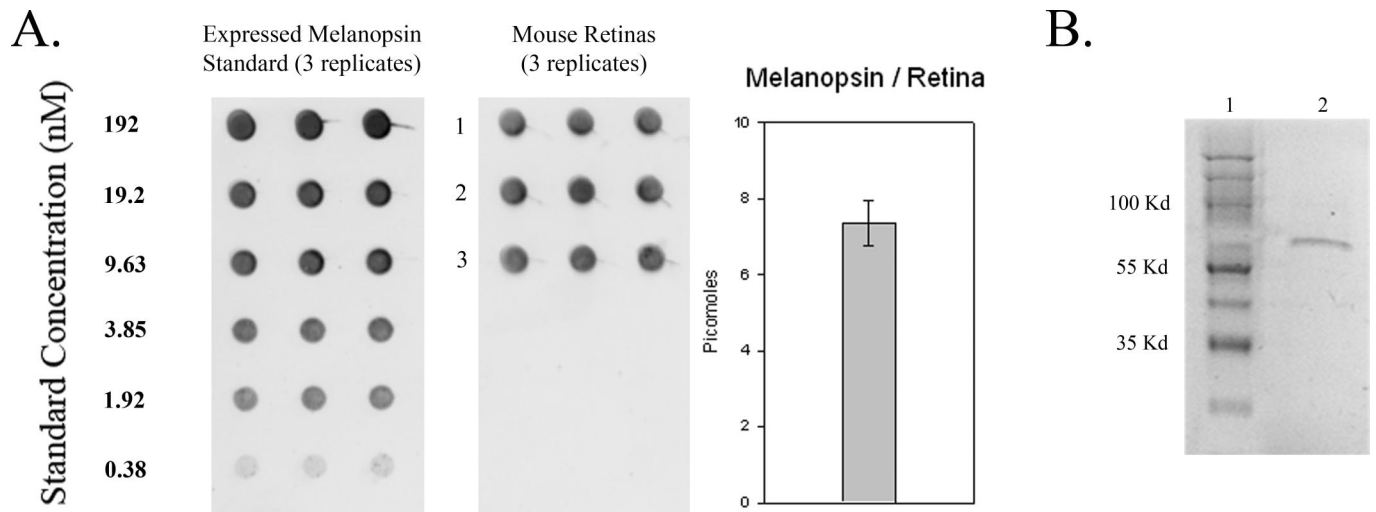 A.
Expressed Melanopsin
Standard (3 replicates)
Standard Concentration (nM)
192
19.2
9.63
3.85
1.92
0.38
Mouse Retinas
(3 replicates)
1
2
3
Melanopsin / Retina
Picomoles
10
8
6
4
2
0
B.
1 2
100 Kd
55 Kd
35 Kd